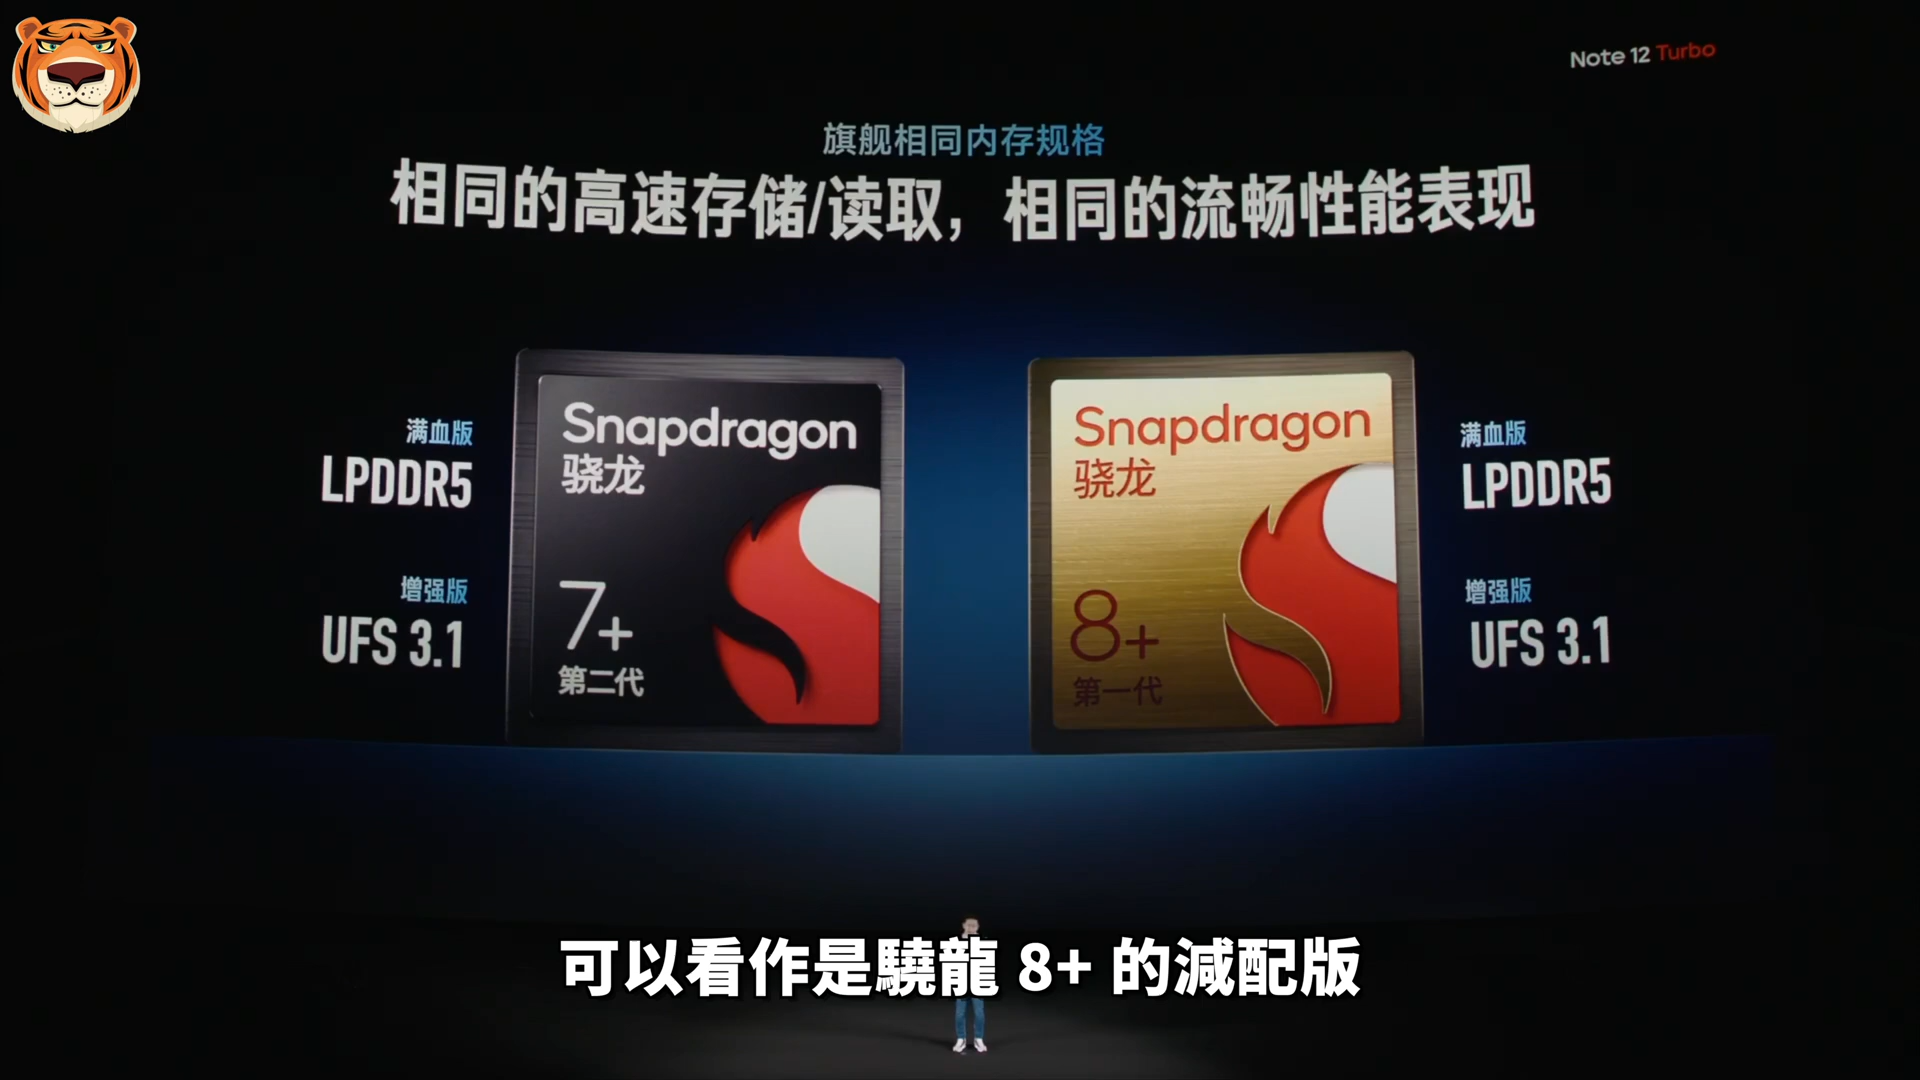 Note 12 Turbo
旗舰相同内存规格
相同的高速存储/读取，相同的流畅性能表现
满血版
LPDDR5
增强版
UFS 3.1
Snapdragon
骁龙
7+
第二代
Snapdragon
骁龙
8+
第一代
满血版
LPDDR5
增强版
UFS 3.1
可以看作是驍龍 8+ 的減配版